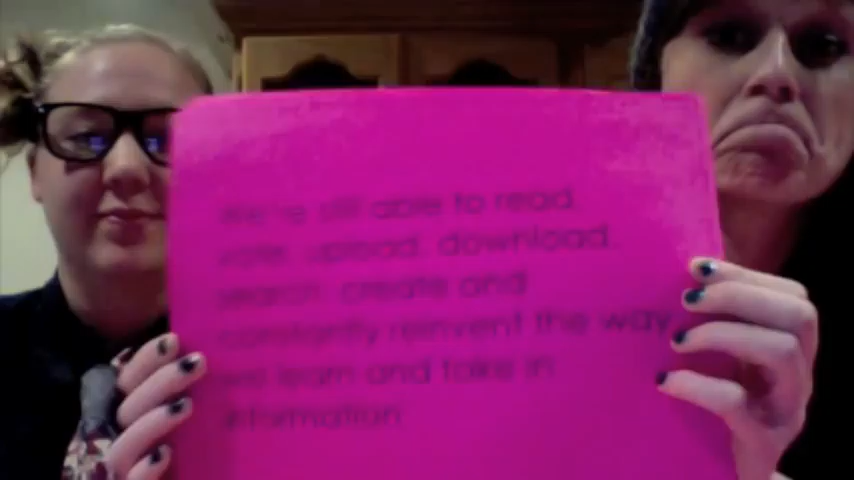 We're still able to read,
vote, upload, download,
search, create and
constantly reinvent the way
we learn and take in
information.